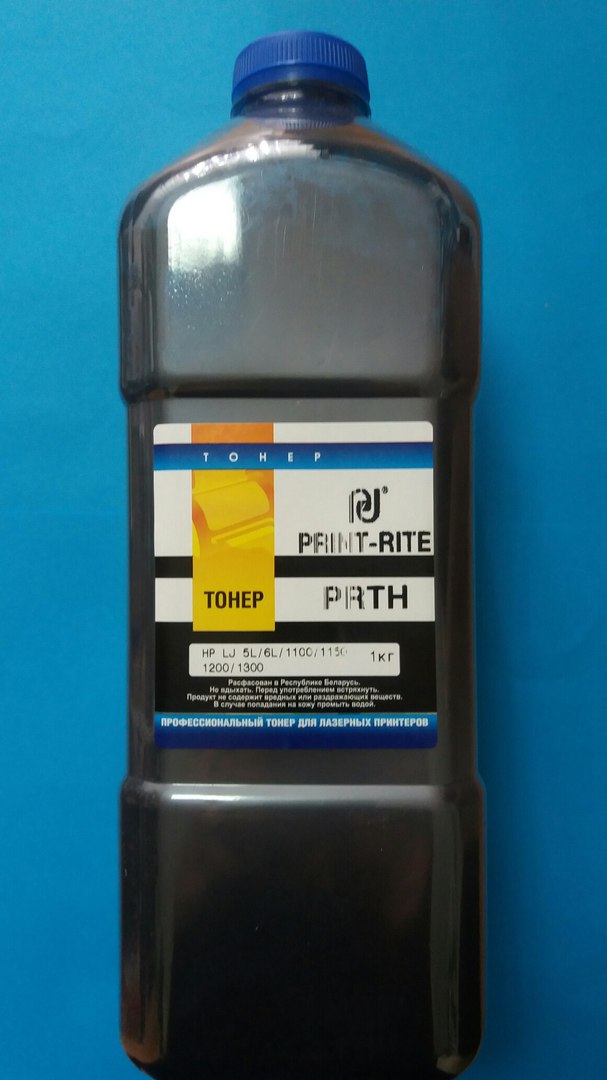 ТОНЕР
PRINT-RITE
ТОНЕР
PRTH
HP LJ 5L/6L/1100/1150
1200/1300
1кг
Расфасован в Республике Беларусь.
Не вдыхать. Перед употреблением встряхнуть.
Продукт не содержит вредных или раздражающих веществ.
В случае попадания на кожу промыть водой.
ПРОФЕССИОНАЛЬНЫЙ ТОНЕР ДЛЯ ЛАЗЕРНЫХ ПРИНТЕРОВ